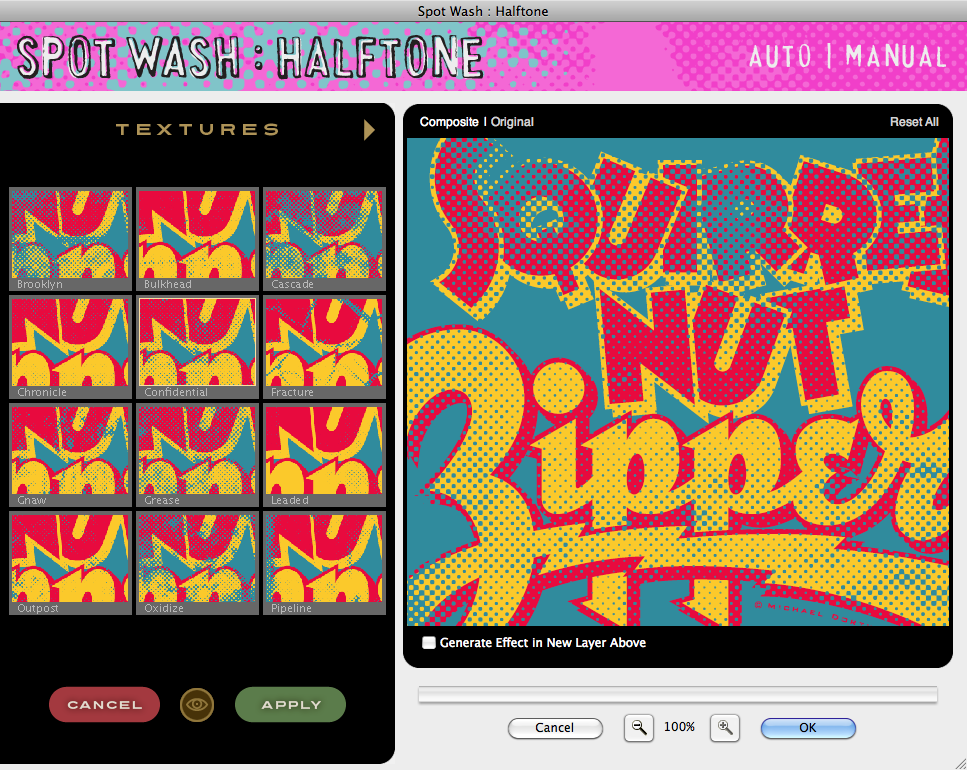 Spot Wash : Halftone
SPOT WASH : HALFTONE
AUTO | MANUAL
TEXTURES
Brooklyn
Bulkhead
Cascade
Chronicle
Confidential
Fracture
Gnaw
Grease
Leaded
Outpost
Oxidize
Pipeline
CANCEL
APPLY
Composite | Original
Reset All
SQUIRREL
NUT
Zipper
© MICHAEL
Generate Effect in New Layer Above
Cancel
100%
OK